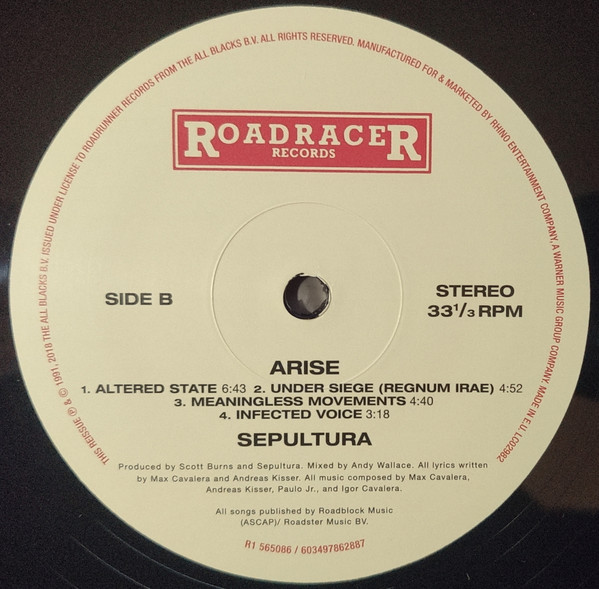 THIS REISSUE ℗ & © 1991, 2018 THE ALL BLACKS B.V. ISSUED UNDER LICENSE TO ROADRUNNER RECORDS FROM THE ALL BLACKS B.V. ALL RIGHTS RESERVED. MANUFACTURED FOR & MARKETED BY RHINO ENTERTAINMENT COMPANY, A WARNER MUSIC GROUP COMPANY. MADE IN E.U. LC02982
ROADRACER
RECORDS
SIDE B
STEREO
33 1/3 RPM
ARISE
1. ALTERED STATE 6:43 2. UNDER SIEGE (REGNUM IRAE) 4:52
3. MEANINGLESS MOVEMENTS 4:40
4. INFECTED VOICE 3:18
SEPULTURA
Produced by Scott Burns and Sepultura. Mixed by Andy Wallace. All lyrics written
by Max Cavalera and Andreas Kisser. All music composed by Max Cavalera,
Andreas Kisser, Paulo Jr., and Igor Cavalera.
All songs published by Roadblock Music
(ASCAP)/ Roadster Music BV.
R1 565086 / 603497862887